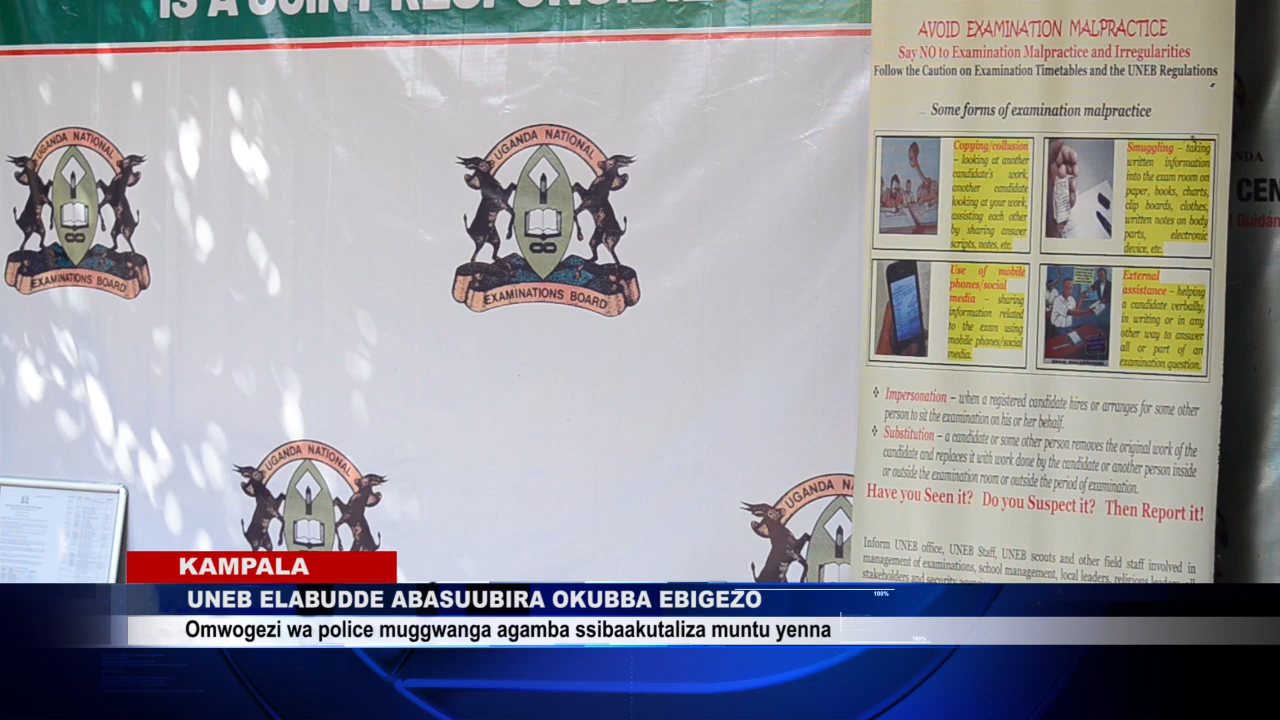 IS A JOINT
UGANDA NATIONAL
EXAMINATIONS BOARD
UGANDA NATIONAL
EXAMINATIONS BOARD
UGANDA NATIONAL
UGANDA NA
AVOID EXAMINATION MALPRACTICE
Say NO to Examination Malpractice and Irregularities
Follow the Caution on Examination Timetables and the UNEB Regulations
Some forms of examination malpractice
Copying/collusion
– looking at another
candidate's work,
another candidate
looking at your work,
assisting each other
by sharing answer
scripts, notes, etc.
Smuggling – taking
written information
into the exam room on
paper, books, charts,
clip boards, clothes,
written notes on body
parts, electronic
device, etc.
Use of mobile
phones/social
media – sharing
information related
to the exam using
mobile phones/social
media.
External
assistance – helping
a candidate verbally,
in writing or in any
other way to answer
all or part of an
examination question.
❖ Impersonation – when a registered candidate hires or arranges for some other
person to sit the examination on his or her behalf.
❖ Substitution – a candidate or some other person removes the original work of the
candidate and replaces it with work done by the candidate or another person inside
or outside the examination room or outside the period of examination.
Have you Seen it? Do you Suspect it? Then Report it!
Inform UNEB office, UNEB Staff, UNEB scouts and other field staff involved in
management of examinations, school management, local leaders, religious leaders, all
stakeholders and security
NDA
CEN
Guidan
KAMPALA
UNEB ELABUDDE ABASUUBIRA OKUBBA EBIGEZO
100%
Omwogezi wa police muggwanga agamba ssibaakutaliza muntu yenna
100%